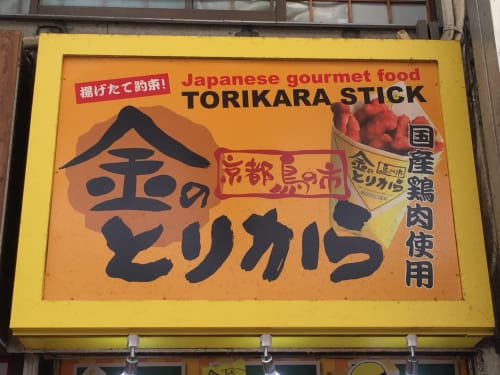 揚げたて約束!
Japanese gourmet food
TORIKARA STICK
金の
京都鳥の市
とりから
国産鶏肉使用
金の
鳥の市
とりから